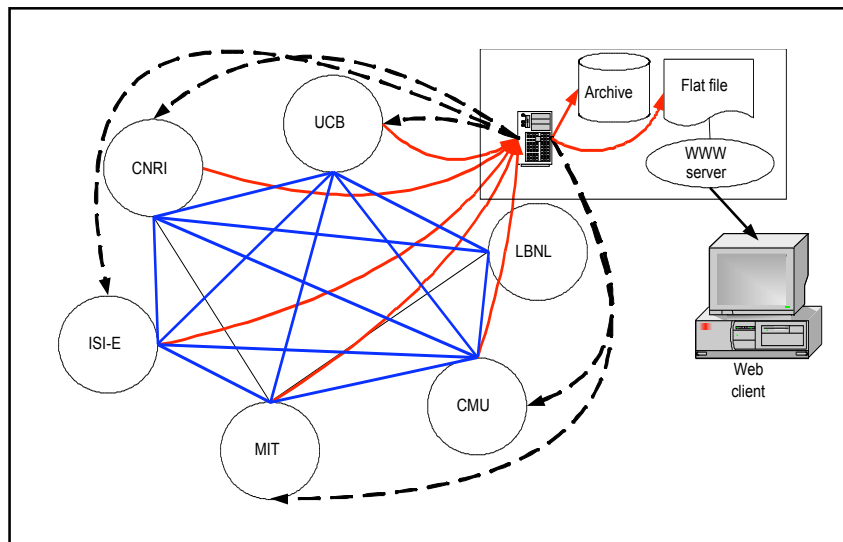 Archive
Flat file
UCB
WWW
server
CNRI
LBNL
ISI-E
Web
client
CMU
MIT